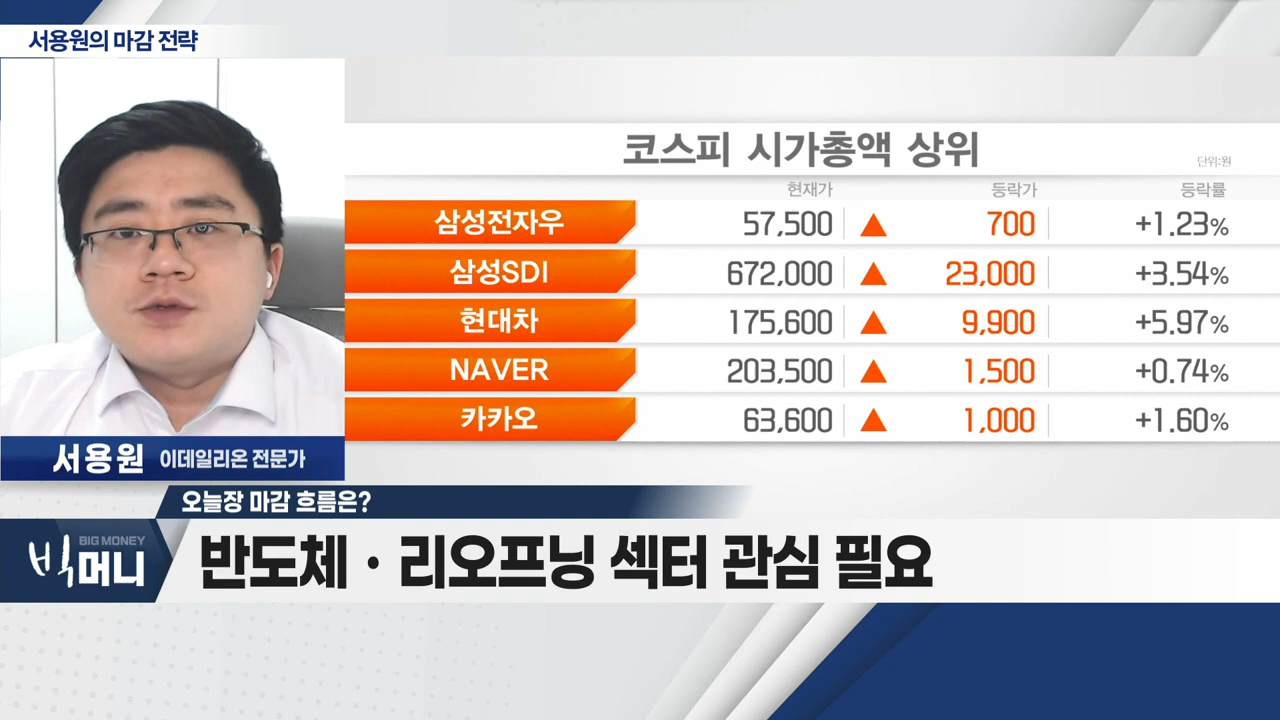 서용원의 마감 전략
코스피 시가총액 상위
단위:원
현재가 등락가 등락률
삼성전자우 57,500 ▲ 700 +1.23%
삼성SDI 672,000 ▲ 23,000 +3.54%
현대차 175,600 ▲ 9,900 +5.97%
NAVER 203,500 ▲ 1,500 +0.74%
카카오 63,600 ▲ 1,000 +1.60%
서용원 이데일리온 전문가
오늘장 마감 흐름은?
BIG MONEY
빅머니
반도체·리오프닝 섹터 관심 필요